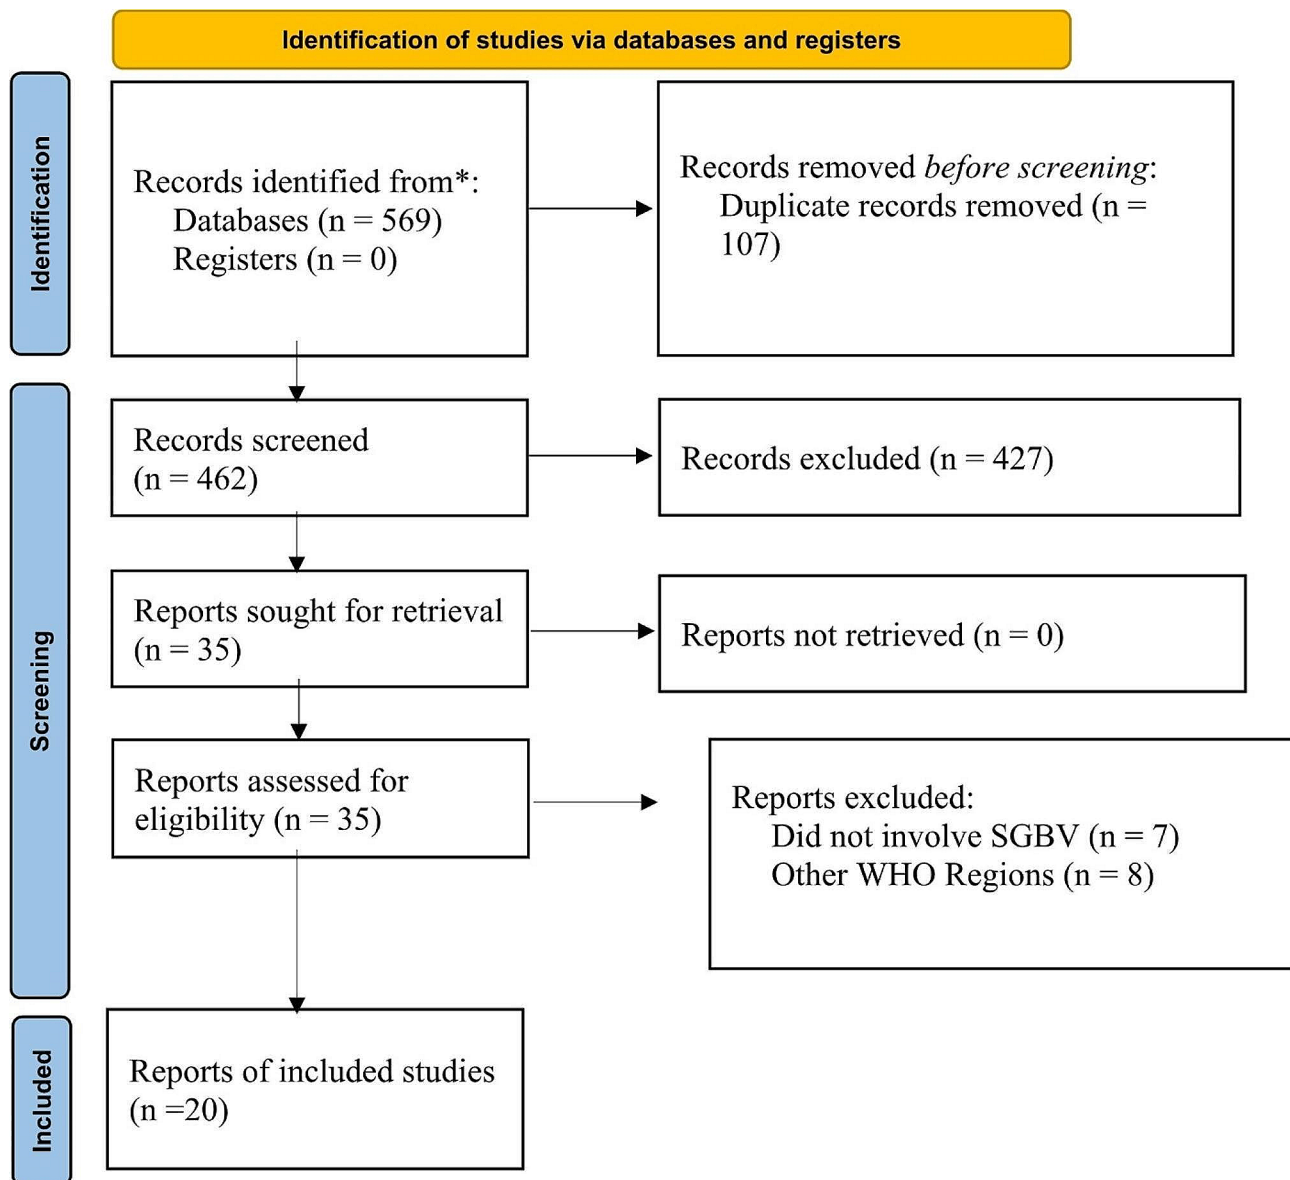 Identification of studies via databases and registers
Identification
Records identified from*:
Databases (n = 569)
Registers (n = 0)
Records removed before screening:
Duplicate records removed (n =
107)
Screening
Records screened
(n = 462)
Records excluded (n = 427)
Reports sought for retrieval
(n = 35)
Reports not retrieved (n = 0)
Reports assessed for
eligibility (n = 35)
Reports excluded:
Did not involve SGBV (n = 7)
Other WHO Regions (n = 8)
Included
Reports of included studies
(n =20)